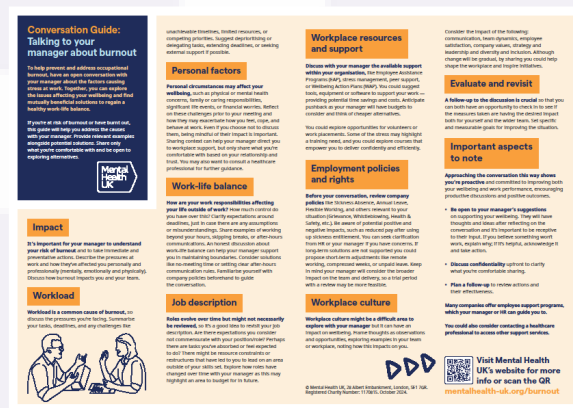 Conversation Guide:
Talking to your
manager about burnout
To help prevent and address occupational
burnout, have an open conversation with
your manager about the factors causing
stress at work. Together, you can explore
the issues affecting your wellbeing and find
mutually beneficial solutions to regain a
healthy work-life balance.
If you're at risk of burnout or have burnt out,
this guide will help you address the causes
with your manager. Provide relevant examples
alongside potential solutions. Share only
what you're comfortable with and be open to
exploring alternatives.
Mental
Health
UK
Impact
It's important for your manager to understand
your risk of burnout and to take immediate and
preventative actions. Describe the pressures at
work and how they've affected you personally and
professionally (mentally, emotionally and physically).
Discuss how burnout impacts you and your team.
Workload
Workload is a common cause of burnout, so
discuss the pressures you're facing. Summarise
your tasks, deadlines, and any challenges like
unachievable timelines, limited resources, or
competing priorities. Suggest deprioritising or
delegating tasks, extending deadlines, or seeking
external support if possible.
Personal factors
Personal circumstances may affect your
wellbeing, such as physical or mental health
concerns, family or caring responsibilities,
significant life events, or financial worries. Reflect
on these challenges prior to your meeting and
how they may exacerbate how you feel, cope, and
behave at work. Even if you choose not to discuss
them, being mindful of their impact is important.
Sharing context can help your manager direct you
to workplace support, but only share what you're
comfortable with based on your relationship and
trust. You may also want to consult a healthcare
professional for further guidance.
Work-life balance
How are your work responsibilities affecting
your life outside of work? How much control do
you have over this? Clarify expectations around
deadlines, just in case there are any assumptions
or misunderstandings. Share examples of working
beyond your hours, skipping breaks, or after-hours
communications. An honest discussion about
work-life balance can help your manager support
you in maintaining boundaries. Consider solutions
like no-meeting time or setting clear after-hours
communication rules. Familiarise yourself with
company policies beforehand to guide
the conversation.
Job description
Roles evolve over time but might not necessarily
be reviewed, so it's a good idea to revisit your job
description. Are there expectations you consider
not commensurate with your position/role? Perhaps
there are tasks you've absorbed or feel expected
to do? There might be resource constraints or
restructures that have led to you to lead on an area
outside of your skills set. Explore how roles have
changed over time with your manager as this may
highlight an area for budget for in future.
Workplace resources
and support
Discuss with your manager the available support
within your organisation, like Employee Assistance
Programs (EAP), stress management, peer support,
or Wellbeing Action Plans (WAP). You could suggest
tools, equipment or software to support your work —
providing potential time savings and costs. Anticipate
pushback as your manager will have budgets to
consider and think of cheaper alternatives.
You could explore opportunities for volunteers or
work placements. Some of the stress may highlight
a training need, and you could explore courses that
empower you to deliver confidently and efficiently.
Employment policies
and rights
Before your conversation, review company
policies like Sickness, Absence, Annual Leave,
Flexible Working, and others relevant to your
situation (Grievance, Whistleblowing, Health &
Safety, etc.). Be aware of potential positive and
negative impacts, such as reduced pay after using
up sickness entitlements. You can seek clarifications
from HR or your manager if you have concerns. If
long-term solutions are not supported you could
propose short-term adjustments like remote
working, compressed weeks, or unpaid leave. Keep
in mind your manager will consider the broader
impact on the team and delivery, so a trial period
with a review may be more feasible.
Workplace culture
Workplace culture might be a difficult area to
explore with your manager but it can have an
impact on wellbeing. Frame thoughts as observations
and opportunities, exploring examples in your team
or workplace, noting how this impacts on you.
© Mental Health UK, 28 Albert Embankment, London, SE1 7GR.
Registered Charity Number: 1170815, October 2024.
Consider the impact of the following:
communication, team dynamics, employee
satisfaction, company values, strategy and
leadership and diversity and inclusion. Although
change will be gradual, by sharing you could help
shape the workplace and inspire initiatives.
Evaluate and revisit
A follow-up to the discussion is crucial so that you
can both have an opportunity to check in to see if
the measures taken are having the desired impact
both for yourself and the wider team. Set specific
and measurable goals for improving the situation.
Important aspects
to note
Approaching the conversation this may shows
you're proactive and committed to improving both
your wellbeing and work performance, encouraging
productive discussions and positive outcomes.
• Be open to your manager's suggestions
on supporting your wellbeing. They will have
thoughts and ideas after reflecting on the
conversation and it's important to be receptive
to their input. If you believe something won't
work, explain why; if it's helpful, acknowledge it
and take action.
• Discuss confidentiality upfront to clarify
what you're comfortable sharing.
• Plan a follow-up to review actions and
their effectiveness.
Many companies offer employee support programs,
which your manager or HR can guide you to.
You could also consider contacting a healthcare
professional to access other support services.
Visit Mental Health
UK's website for more
info or scan the QR
mentalhealth-uk.org/burnout